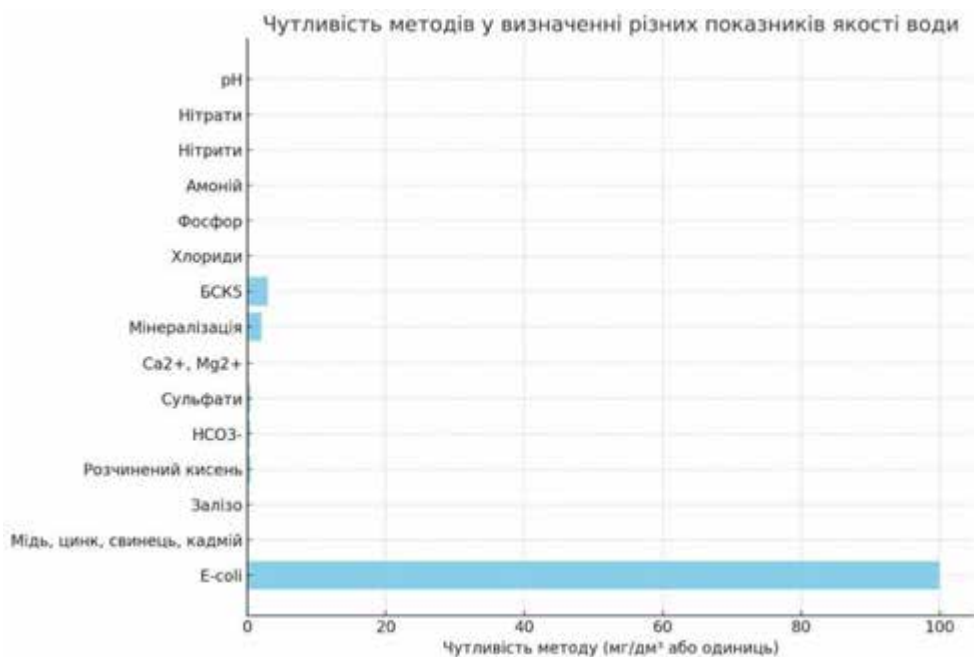 Чутливість методів у визначенні різних показників якості води
pH
Нітрати
Нітрити
Амоній
Фосфор
Хлориди
БСК5
Мінералізація
Ca2+, Mg2+
Сульфати
HCO3-
Розчинений кисень
Залізо
Мідь, цинк, свинець, кадмій
E-coli
0 20 40 60 80 100
Чутливість методу (мг/дм³ або одиниць)